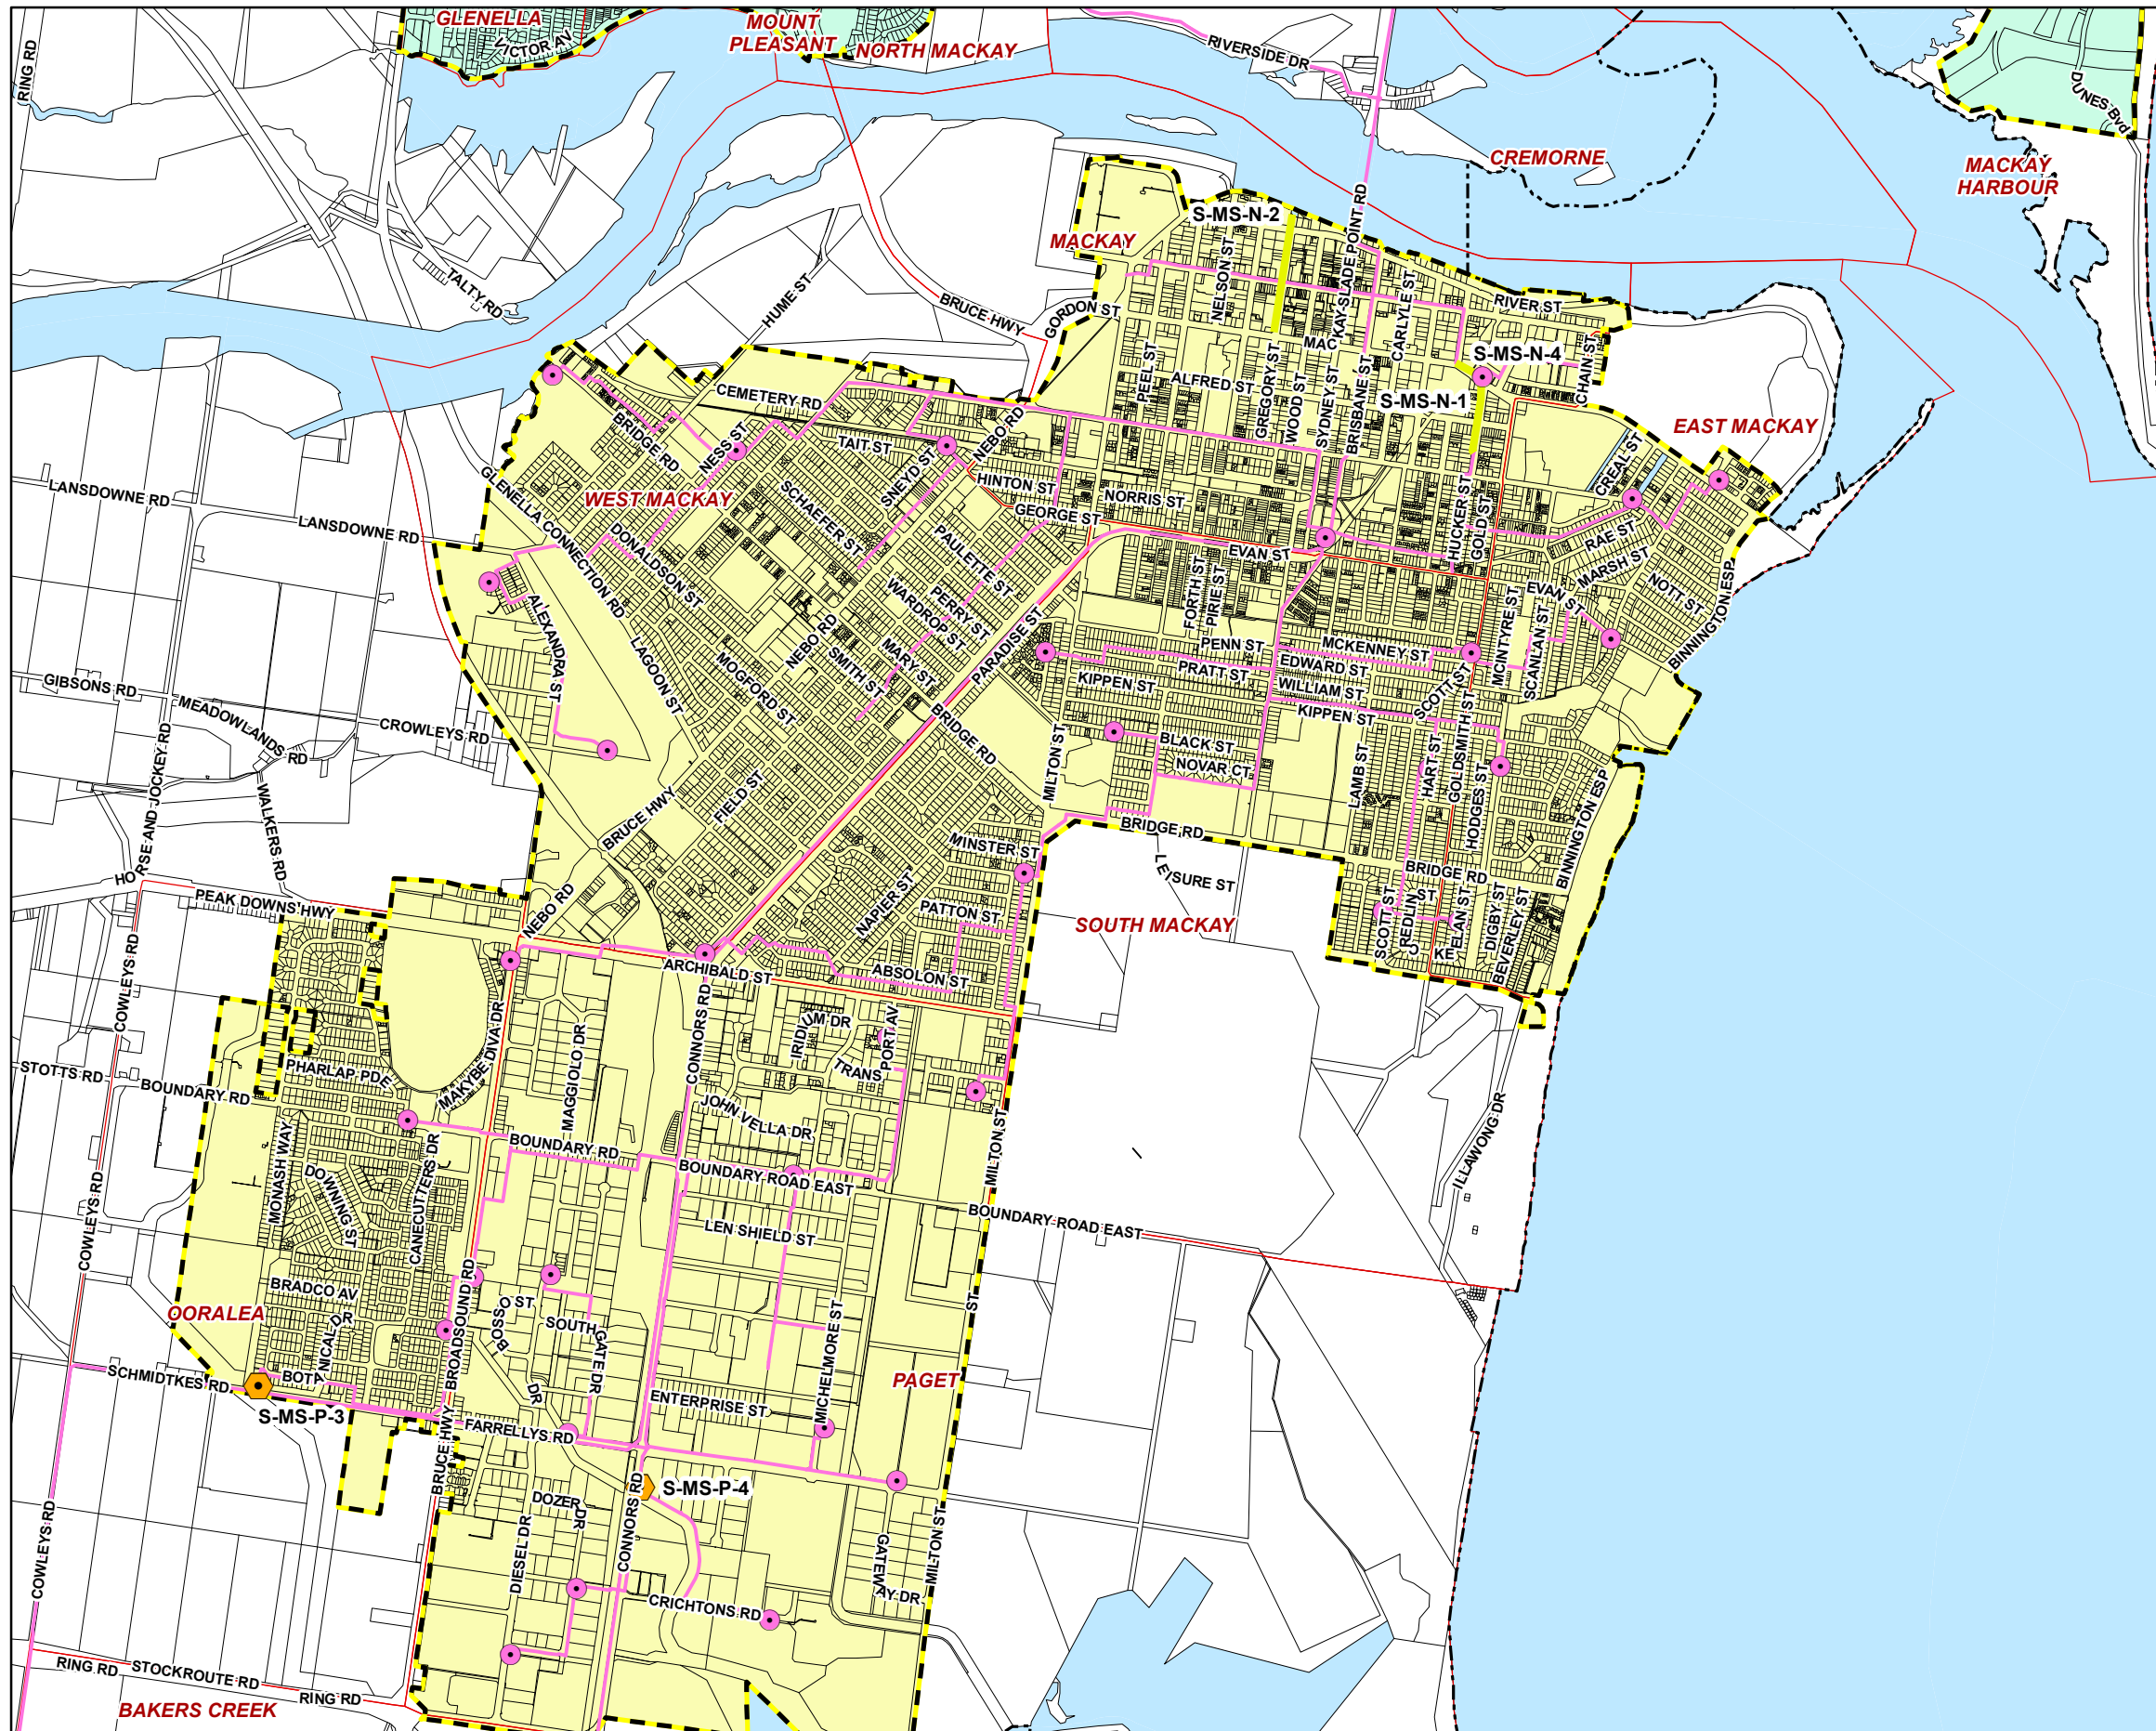 GLENELLA
VICTOR AV
MOUNT
PLEASANT
NORTH MACKAY
RIVERSIDE DR
RING RD
DUNES Bvd
CREMORNE
MACKAY
HARBOUR
S-MS-N-2
MACKAY
TALTY RD
HUME ST
BRUCE HWY
GORDON ST
NELSON ST
MACKAY-SLADE POINT RD
CARLYLE ST
RIVER ST
S-MS-N-4
CHAIN ST
PEEL ST
ALFRED ST
GREGORY ST
WOOD ST
SYDNEY ST
BRISBANE ST
S-MS-N-1
CEMETERY RD
BRIDGE RD
NESS ST
TAIT ST
SNEYD ST
NEBO RD
EAST MACKAY
CREAL ST
LANSDOWNE RD
LANSDOWNE RD
GLENELLA CONNECTION RD
WEST MACKAY
SCHAEFER ST
HINTON ST
NORRIS ST
GEORGE ST
HUCKER ST
GOLD ST
RAE ST
MARSH ST
NOTT ST
DONALDSON ST
PAULETTE ST
EVAN ST
EVAN ST
FORTH ST
PIRIE ST
BINNINGTON ESP
ALEXANDRA ST
WARDROP ST
PERRY ST
PARADISE ST
MCINTYRE ST
SCANLAN ST
NEBO RD
SMITH ST
MARY ST
PENN ST
MCKENNEY ST
EDWARD ST
PRATT ST
WILLIAM ST
KIPPEN ST
KIPPEN ST
SCOTT ST
LAGOON ST
MOGFORD ST
GIBSONS RD
MEADOWLANDS RD
CROWLEYS RD
BRIDGE RD
MILTON ST
BLACK ST
NOVAR CT
LAMB ST
HART ST
GOLDSMITH ST
HODGES ST
BINNINGTON ESP
HORSE AND JOCKEY RD
WALKERS RD
BRUCE HWY
FIELD ST
MINSTER ST
BRIDGE RD
LEISURE ST
BRIDGE RD
PEAK DOWNS HWY
NEBO RD
NAPIER ST
PATTON ST
SOUTH MACKAY
SCOTT ST
CREDLIN ST
KEELAN ST
DIGBY ST
BEVERLEY ST
COWLEYS RD
ARCHIBALD ST
ABSOLON ST
MAKYBE DIVA DR
MAGGIOLO DR
CONNORS RD
IRIDIUM DR
TRANSPORT AV
STOTTS RD
BOUNDARY RD
PHARLAP PDE
JOHN VELLA DR
ILLAWONG DR
MILTON ST
BOUNDARY RD
BOUNDARY ROAD EAST
MONASH WAY
DOWNING ST
CANECUTTERS DR
COWLEYS RD
LEN SHIELD ST
BOUNDARY ROAD EAST
BRADCO AV
OORALEA
BROADSOUND RD
BOSSO ST
SOUTHGATE DR
MICHELMORE ST
ST
SCHMIDTKES RD
BOTANICAL DR
S-MS-P-3
DR
ENTERPRISE ST
PAGET
BRUCE HWY
FARRELLYS RD
S-MS-P-4
DOZER DR
DIESEL DR
CONNORS RD
GATEWAY DR
MILTON ST
COWLEYS RD
CRICHTONS RD
RING RD
STOCKROUTE RD
RING RD
BAKERS CREEK